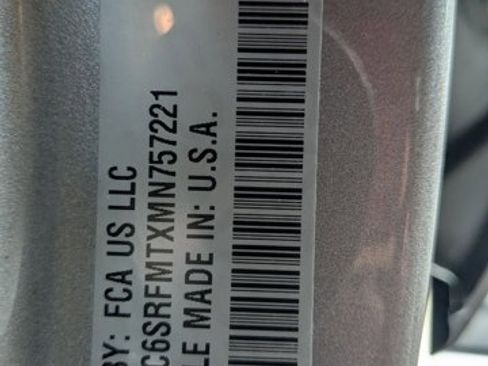 BY: FCA US LLC
C6SRFMTXMN757221
LE MADE IN: U.S.A.